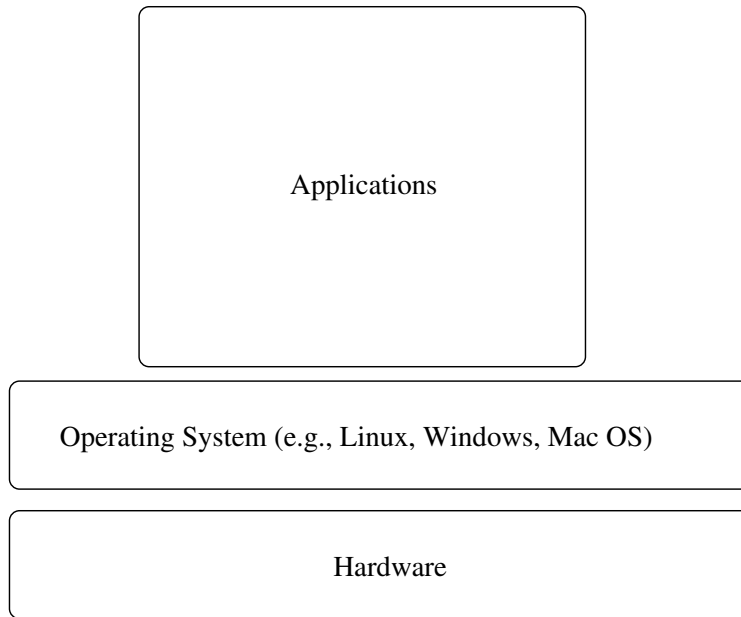 Applications
Operating System (e.g., Linux, Windows, Mac OS)
Hardware